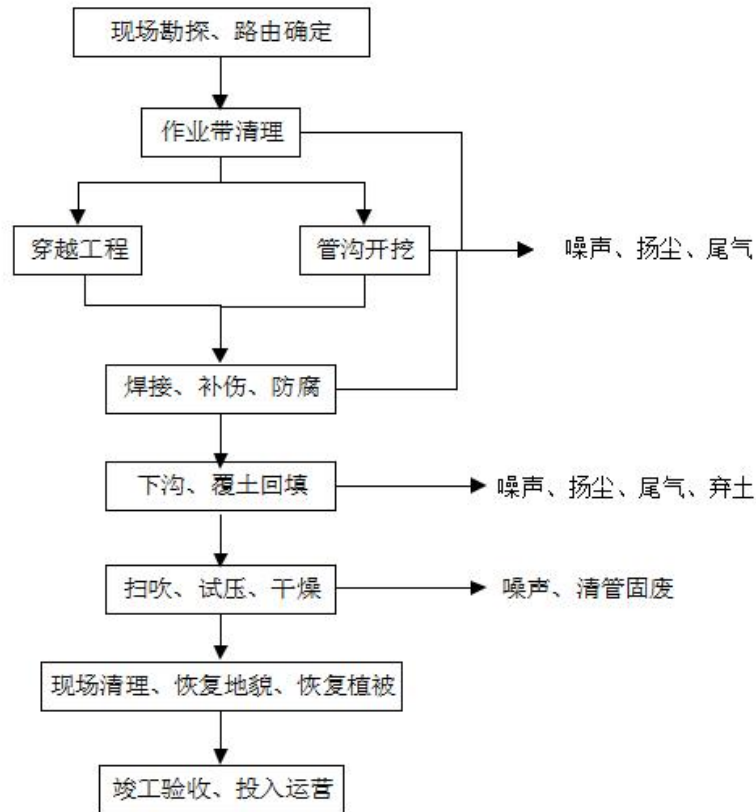 现场勘探、路由确定
作业带清理
穿越工程
管沟开挖
噪声、扬尘、尾气
焊接、补伤、防腐
下沟、覆土回填
噪声、扬尘、尾气、弃土
扫吹、试压、干燥
噪声、清管固废
现场清理、恢复地貌、恢复植被
竣工验收、投入运营